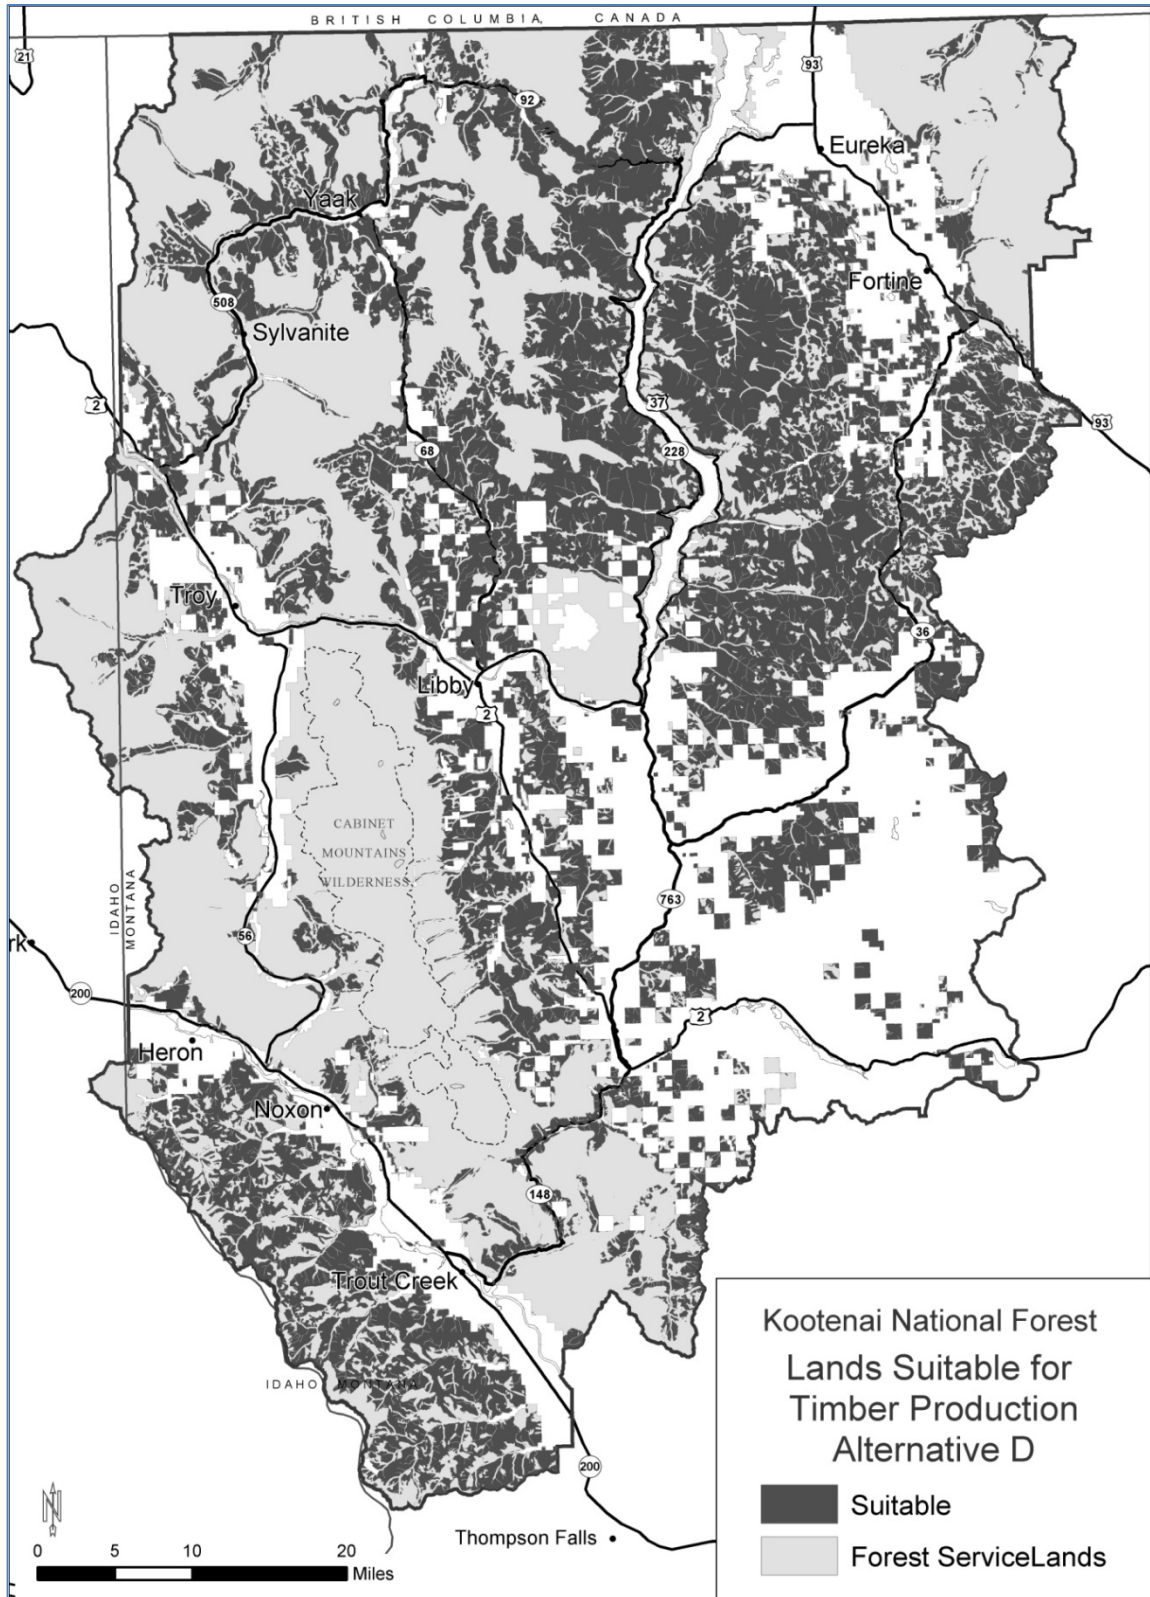 BRITISH COLUMBIA, CANADA
21
93
92
Eureka
Yaak
Fortine
508
Sylvanite
2
37
93
68
228
Troy
36
Libby
2
CABINET
MOUNTAINS
WILDERNESS
IDAHO
MONTANA
763
56
rk
200
2
Heron
Noxon
148
Trout Creek
IDAHO MONTANA
200
Thompson Falls
N
0 5 10 20
Miles
Kootenai National Forest
Lands Suitable for
Timber Production
Alternative D
Suitable
Forest ServiceLands